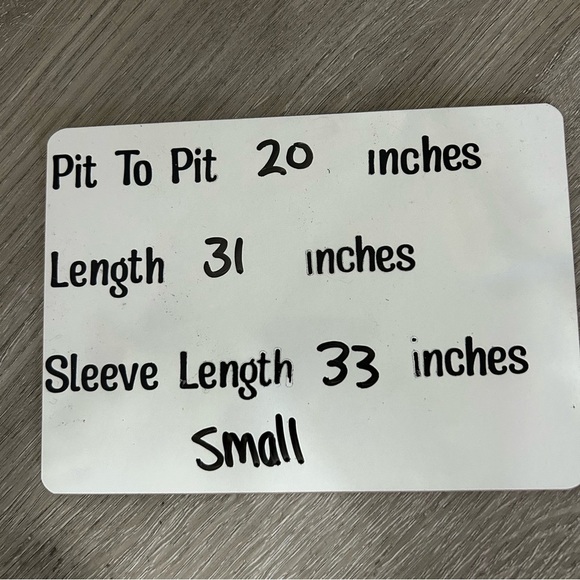 Pit To Pit 20 inches
Length 31 inches
Sleeve Length 33 inches
Small